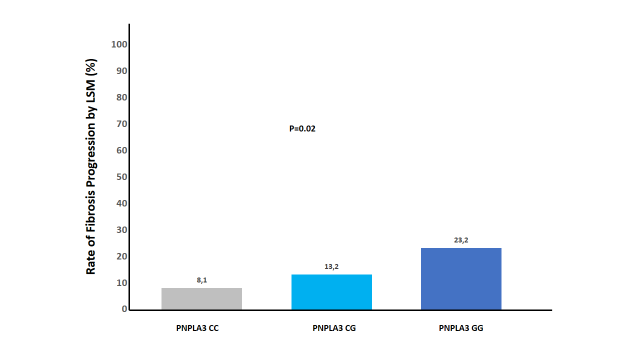 Rate of Fibrosis Progression by LSM (%)
100
90
80
70
60
50
40
30
20
10
0
P=0.02
8,1
13,2
23,2
PNPLA3 CC
PNPLA3 CG
PNPLA3 GG